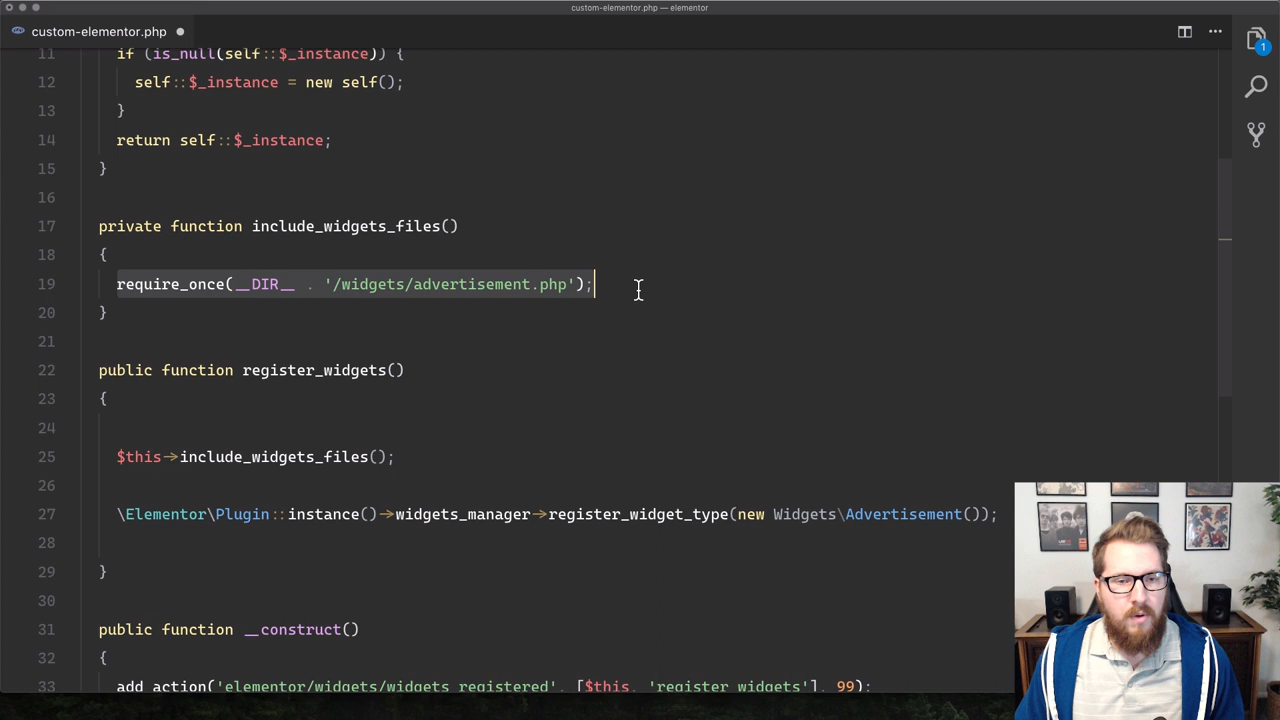 custom-elementor.php — elementor
custom-elementor.php
1
11 if (is_null(self::$_instance)) {
12 self::$_instance = new self();
13 }
14 return self::$_instance;
15 }
16
17 private function include_widgets_files()
18 {
19 require_once(__DIR__ . '/widgets/advertisement.php');
20 }
21
22 public function register_widgets()
23 {
24
25 $this->include_widgets_files();
26
27 \Elementor\Plugin::instance()->widgets_manager->register_widget_type(new Widgets\Advertisement());
28
29 }
30
31 public function __construct()
32 {
33 add_action('elementor/widgets/widgets_registered', [$this, 'register_widgets'], 99);